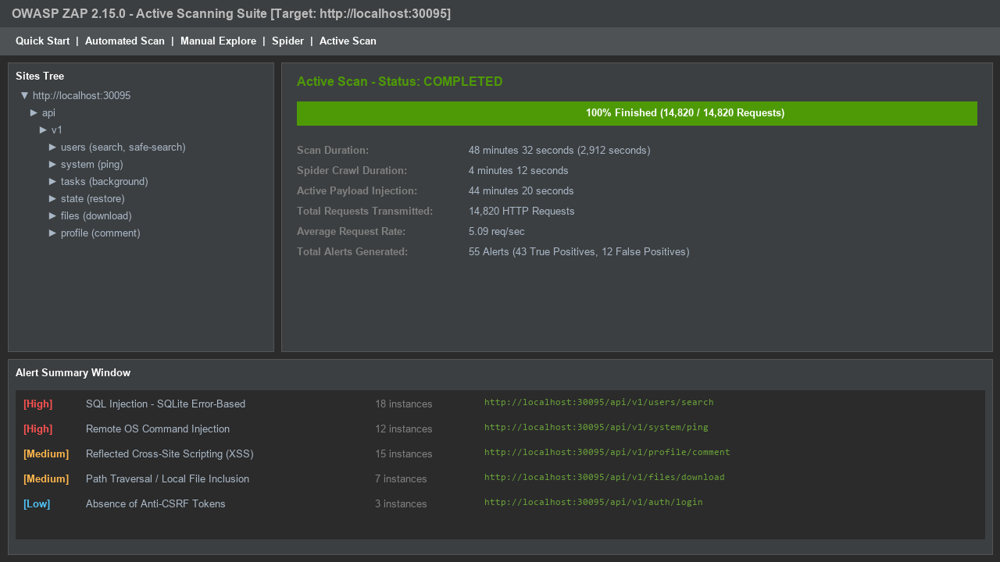 OWASP ZAP 2.15.0 - Active Scanning Suite [Target: http://localhost:30095]
Quick Start | Automated Scan | Manual Explore | Spider | Active Scan
Sites Tree
▼ http://localhost:30095
► api
► v1
► users (search, safe-search)
► system (ping)
► tasks (background)
► state (restore)
► files (download)
► profile (comment)
Active Scan - Status: COMPLETED
100% Finished (14,820 / 14,820 Requests)
Scan Duration: 48 minutes 32 seconds (2,912 seconds)
Spider Crawl Duration: 4 minutes 12 seconds
Active Payload Injection: 44 minutes 20 seconds
Total Requests Transmitted: 14,820 HTTP Requests
Average Request Rate: 5.09 req/sec
Total Alerts Generated: 55 Alerts (43 True Positives, 12 False Positives)
Alert Summary Window
[High] SQL Injection - SQLite Error-Based 18 instances http://localhost:30095/api/v1/users/search
[High] Remote OS Command Injection 12 instances http://localhost:30095/api/v1/system/ping
[Medium] Reflected Cross-Site Scripting (XSS) 15 instances http://localhost:30095/api/v1/profile/comment
[Medium] Path Traversal / Local File Inclusion 7 instances http://localhost:30095/api/v1/files/download
[Low] Absence of Anti-CSRF Tokens 3 instances http://localhost:30095/api/v1/auth/login